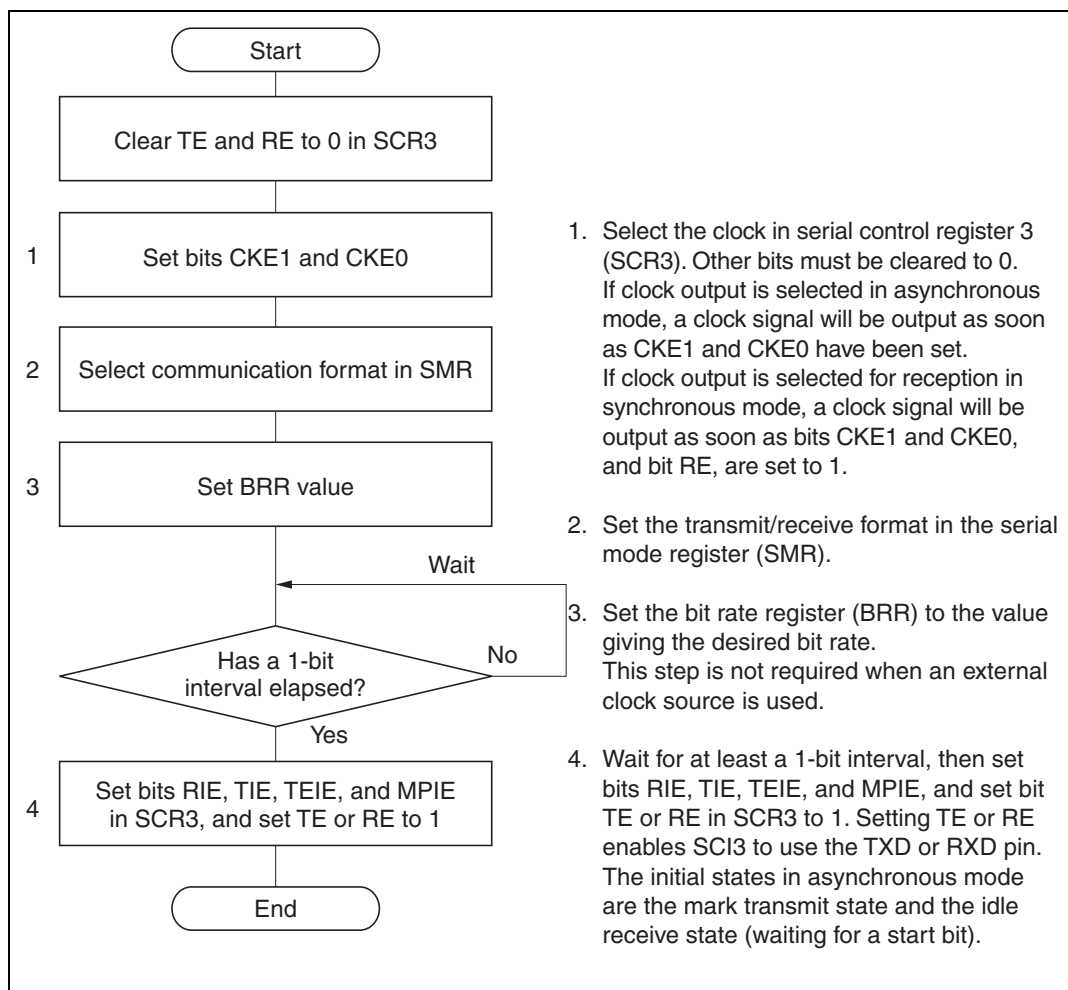 Start
Clear TE and RE to 0 in SCR3
1
Set bits CKE1 and CKE0
2
Select communication format in SMR
3
Set BRR value
Wait
Has a 1-bit
interval elapsed?
No
Yes
4
Set bits RIE, TIE, TEIE, and MPIE
in SCR3, and set TE or RE to 1
End
1. Select the clock in serial control register 3
(SCR3). Other bits must be cleared to 0.
If clock output is selected in asynchronous
mode, a clock signal will be output as soon
as CKE1 and CKE0 have been set.
If clock output is selected for reception in
synchronous mode, a clock signal will be
output as soon as bits CKE1 and CKE0,
and bit RE, are set to 1.
2. Set the transmit/receive format in the serial
mode register (SMR).
3. Set the bit rate register (BRR) to the value
giving the desired bit rate.
This step is not required when an external
clock source is used.
4. Wait for at least a 1-bit interval, then set
bits RIE, TIE, TEIE, and MPIE, and set bit
TE or RE in SCR3 to 1. Setting TE or RE
enables SCI3 to use the TXD or RXD pin.
The initial states in asynchronous mode
are the mark transmit state and the idle
receive state (waiting for a start bit).